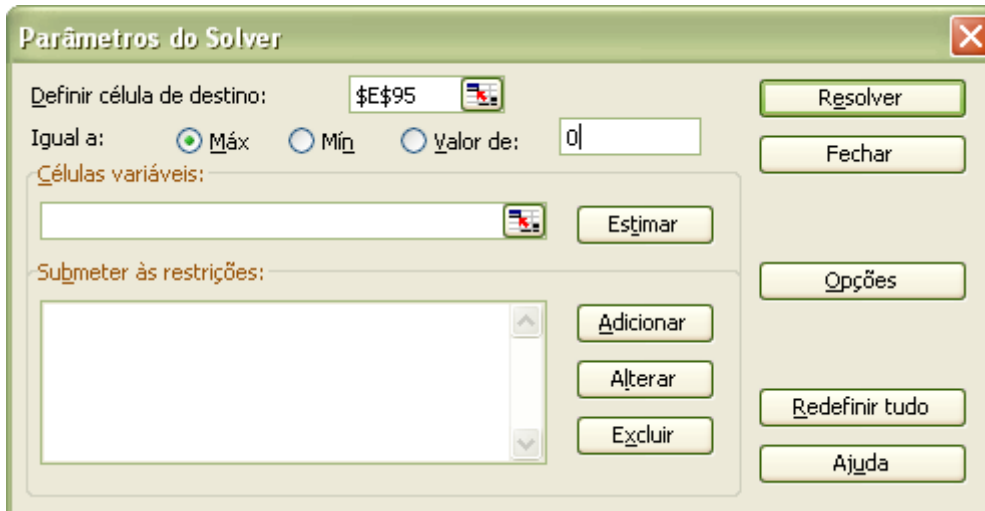 Parâmetros do Solver
Definir célula de destino: $E$95
Resolver
Igual a: Máx Mín Valor de: 0
Fechar
Células variáveis:
Estimar
Submeter às restrições:
Opções
Adicionar
Alterar
Redefinir tudo
Excluir
Ajuda